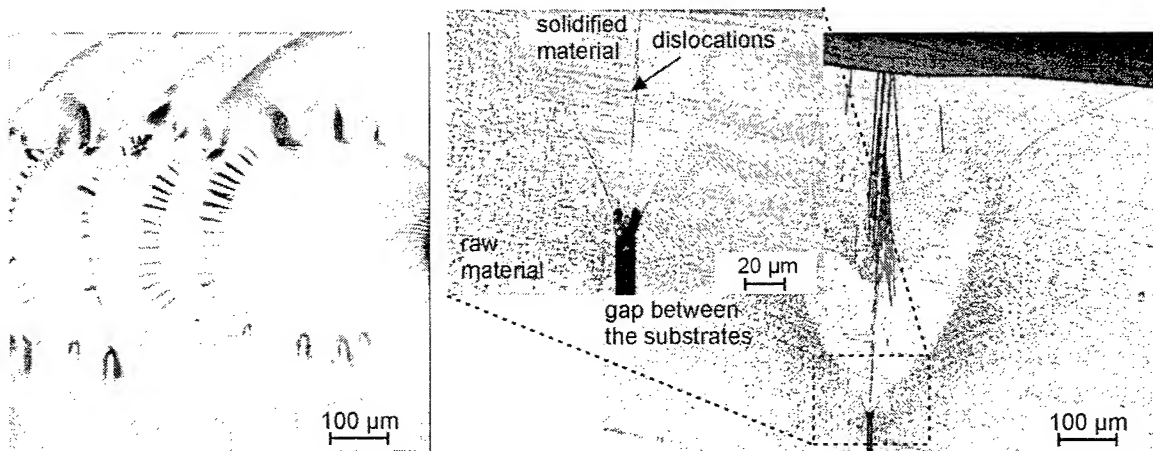 solidified
material
dislocations
raw
material
20 µm
gap between
the substrates
100 µm
100 µm